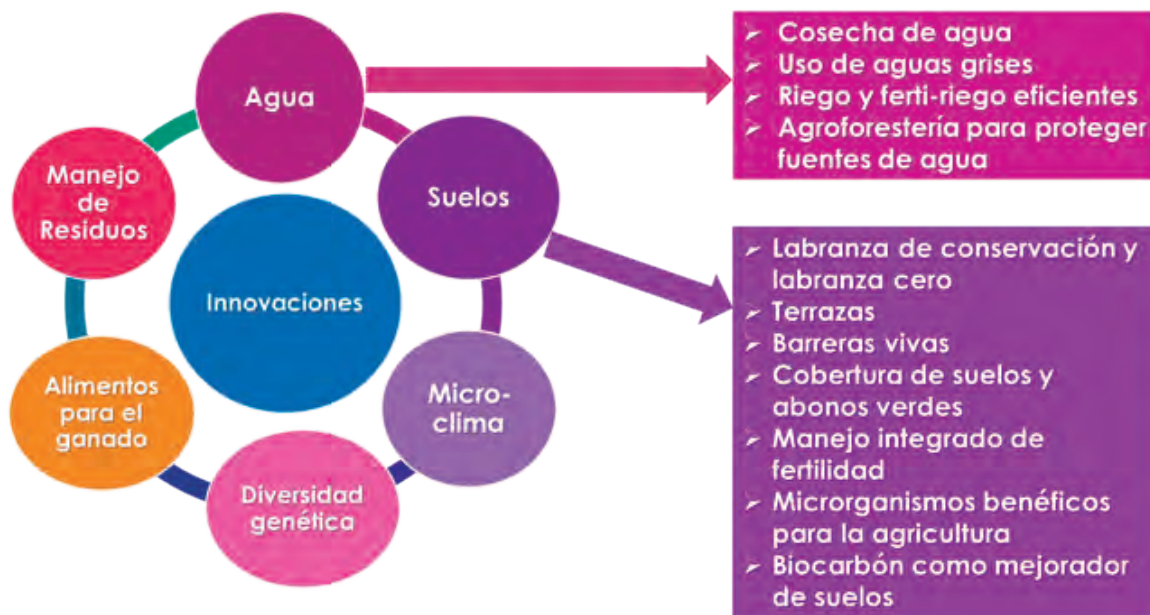 Agua
Suelos
Micro-
clima
Diversidad
genética
Alimentos
para el
ganado
Manejo
de
Residuos
Innovaciones
➢ Cosecha de agua
➢ Uso de aguas grises
➢ Riego y ferti-riego eficientes
➢ Agroforestería para proteger
fuentes de agua
➢ Labranza de conservación y
labranza cero
➢ Terrazas
➢ Barreras vivas
➢ Cobertura de suelos y
abonos verdes
➢ Manejo integrado de
fertilidad
➢ Microrganismos benéficos
para la agricultura
➢ Biocarbón como mejorador
de suelos